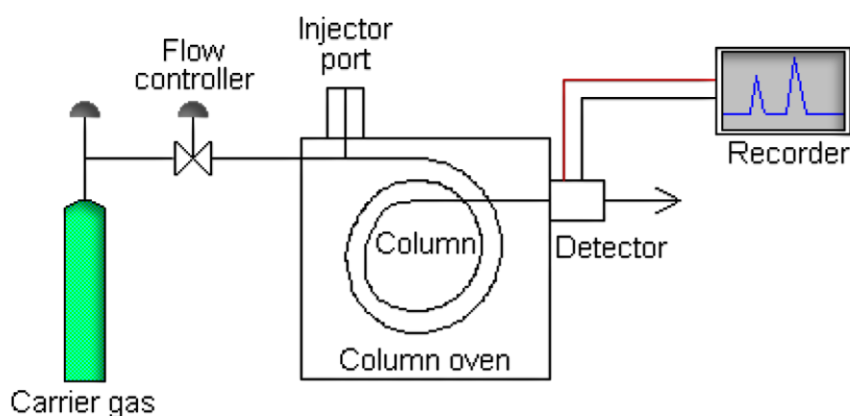 Flow
controller
Injector
port
Recorder
Column
Detector
Column oven
Carrier gas